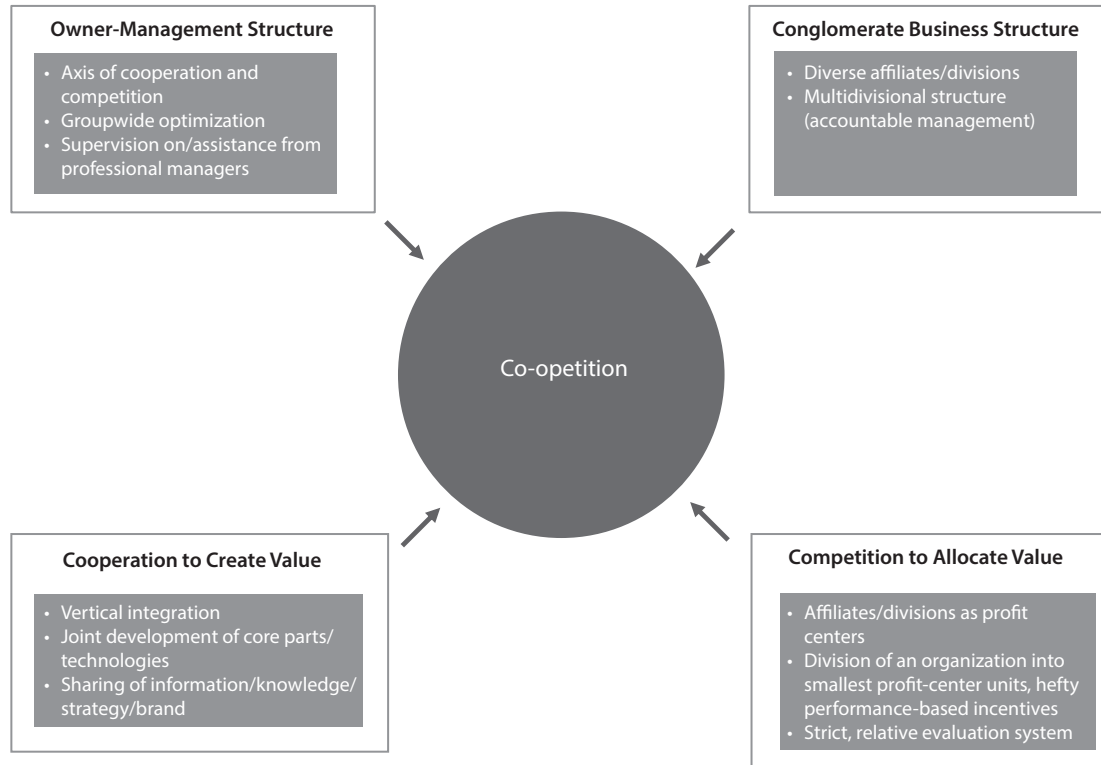 Owner-Management Structure
• Axis of cooperation and
competition
• Groupwide optimization
• Supervision on/assistance from
professional managers
Conglomerate Business Structure
• Diverse affiliates/divisions
• Multidivisional structure
(accountable management)
Co-opetition
Cooperation to Create Value
• Vertical integration
• Joint development of core parts/
technologies
• Sharing of information/knowledge/
strategy/brand
Competition to Allocate Value
• Affiliates/divisions as profit
centers
• Division of an organization into
smallest profit-center units, hefty
performance-based incentives
• Strict, relative evaluation system